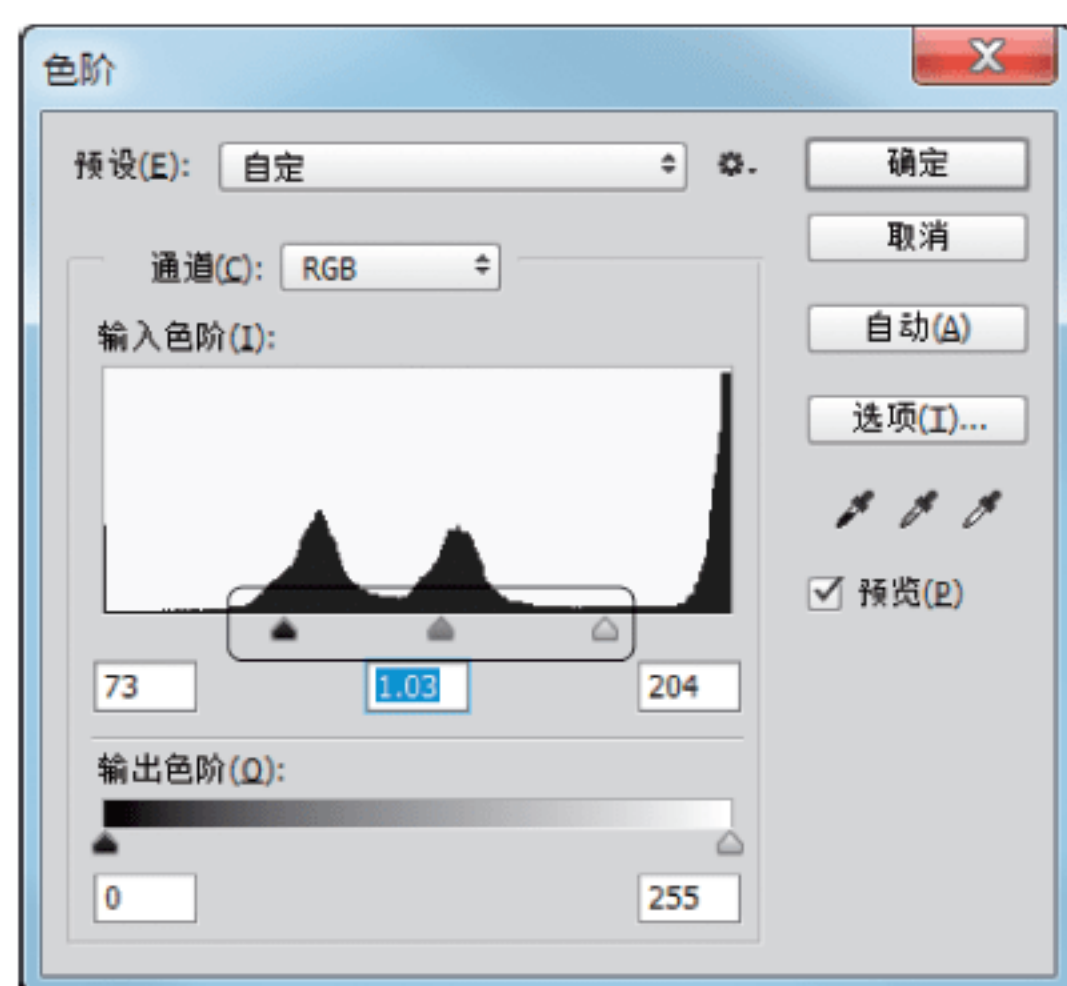 色阶
预设(E): 自定 确定
取消
通道(C): RGB
输入色阶(I): 自动(A)
选项(T)...
预览(P)
73 1.03 204
输出色阶(O):
0 255